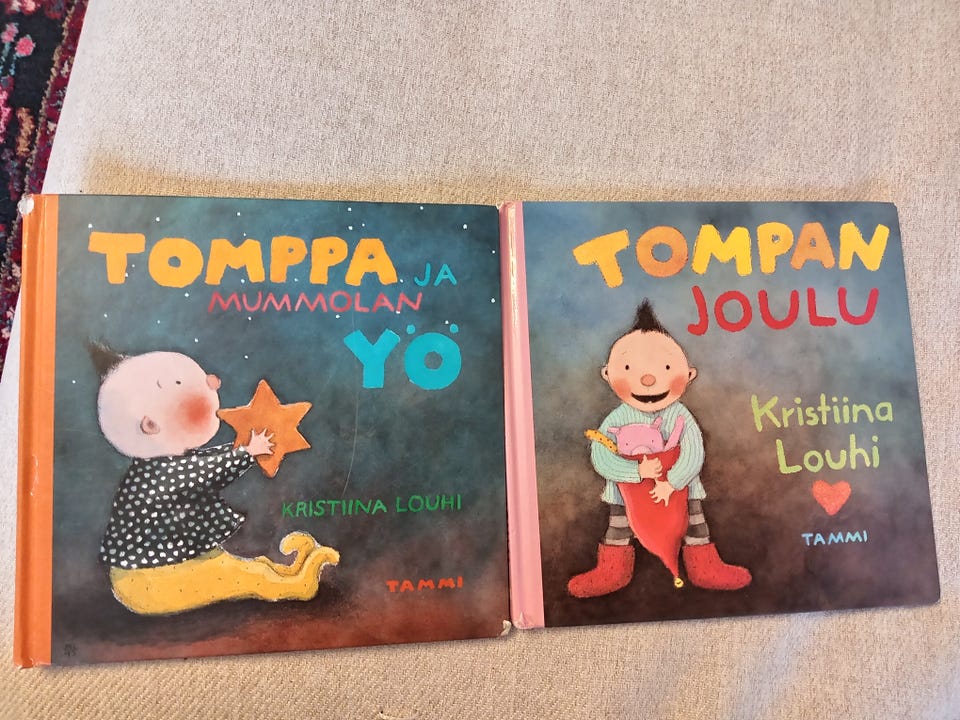 TOMPPA JA
MUMMOLAN
YÖ
KRISTIINA LOUHI
TAMMI
TOMPAN
JOULU
Kristiina
Louhi
TAMMI